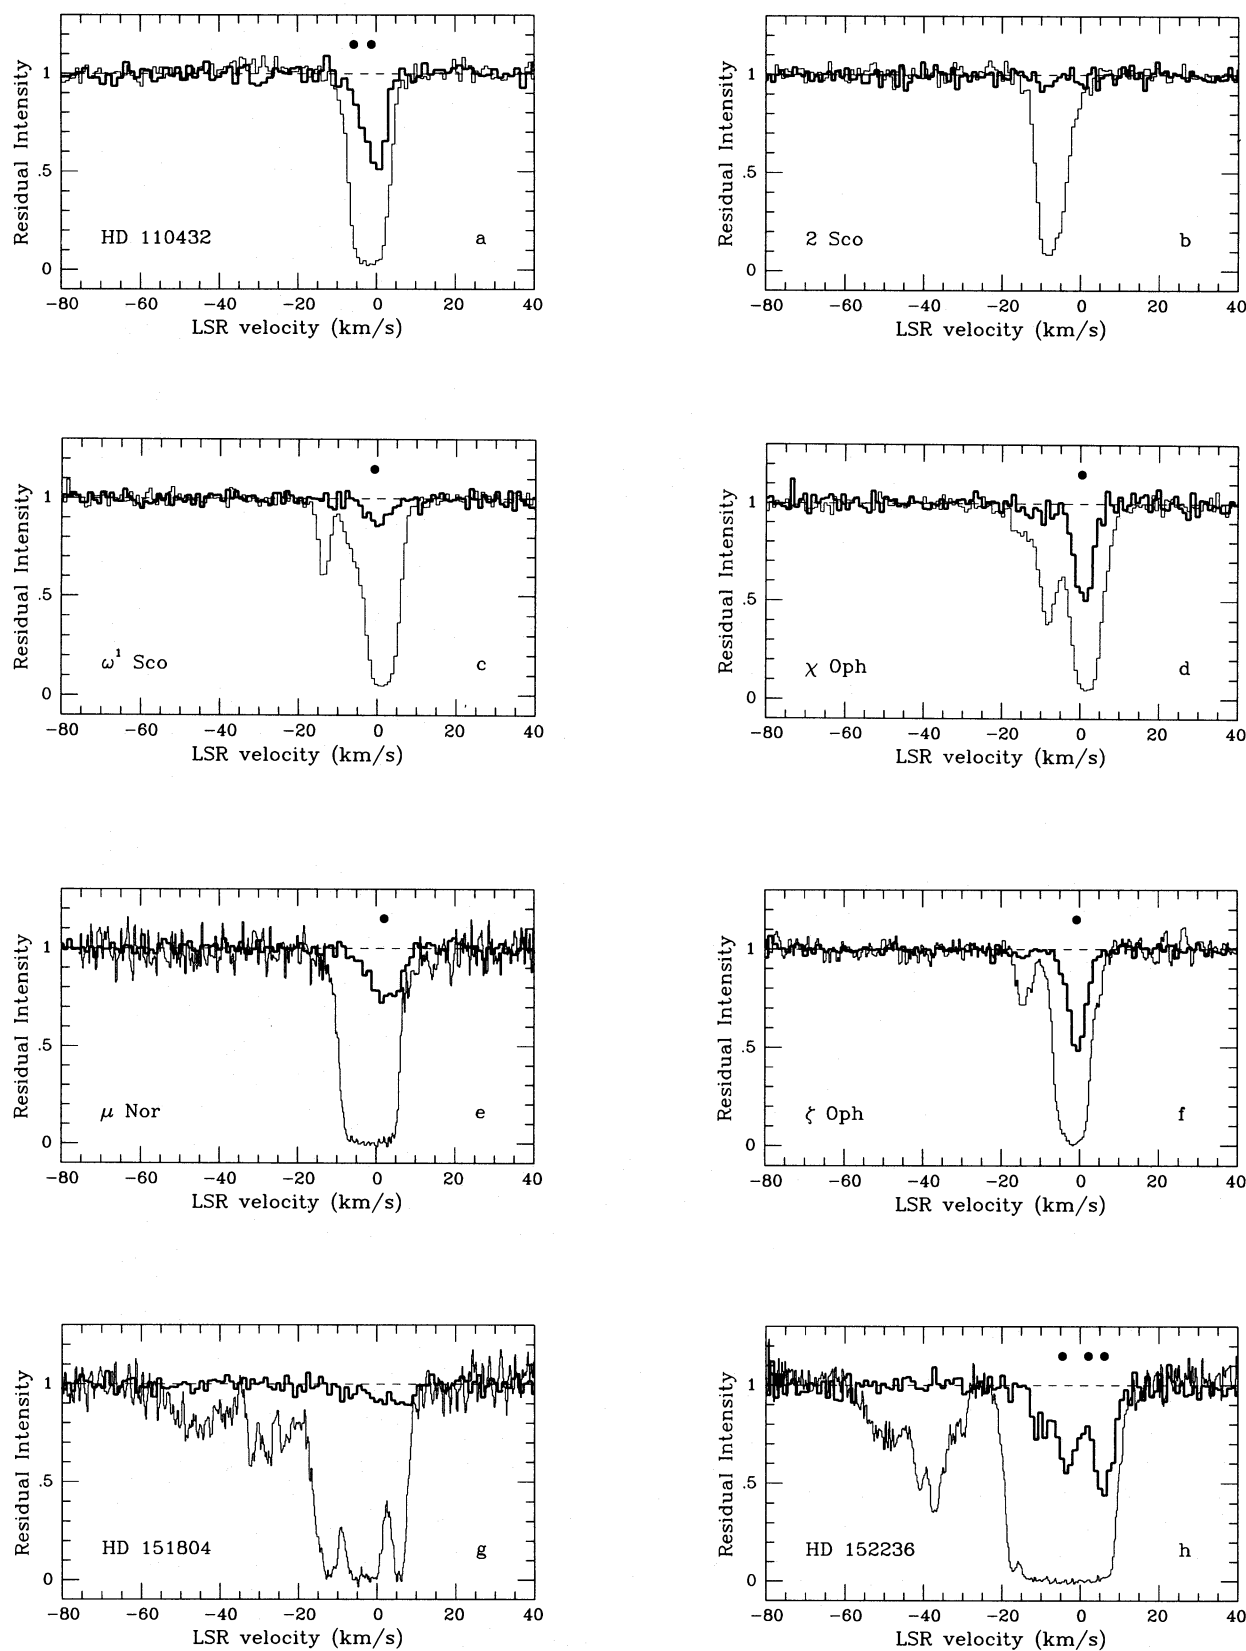 Residual Intensity
1
.5
0
HD 110432
a
-80 -60 -40 -20 0 20 40
LSR velocity (km/s)
Residual Intensity
1
.5
0
2 Sco
b
-80 -60 -40 -20 0 20 40
LSR velocity (km/s)
Residual Intensity
1
.5
0
ω¹ Sco
c
-80 -60 -40 -20 0 20 40
LSR velocity (km/s)
Residual Intensity
1
.5
0
χ Oph
d
-80 -60 -40 -20 0 20 40
LSR velocity (km/s)
Residual Intensity
1
.5
0
μ Nor
e
-80 -60 -40 -20 0 20 40
LSR velocity (km/s)
Residual Intensity
1
.5
0
ζ Oph
f
-80 -60 -40 -20 0 20 40
LSR velocity (km/s)
Residual Intensity
1
.5
0
HD 151804
g
-80 -60 -40 -20 0 20 40
LSR velocity (km/s)
Residual Intensity
1
.5
0
HD 152236
h
-80 -60 -40 -20 0 20 40
LSR velocity (km/s)